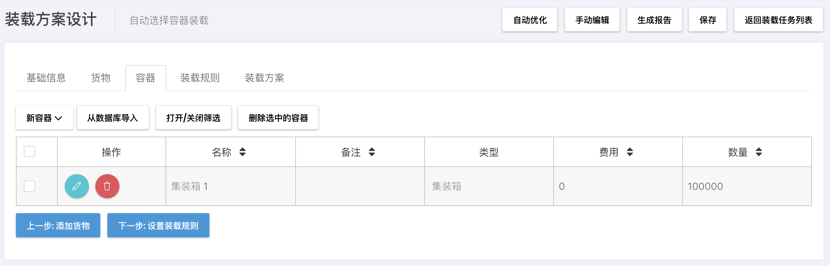 装载方案设计 自动选择容器装载 自动优化 手动编辑 生成报告 保存 返回装载任务列表
基础信息 货物 容器 装载规则 装载方案
新容器 从数据库导入 打开/关闭筛选 删除选中的容器
操作 名称 备注 类型 费用 数量
集装箱 1 集装箱 0 100000
上一步: 添加货物 下一步: 设置装载规则